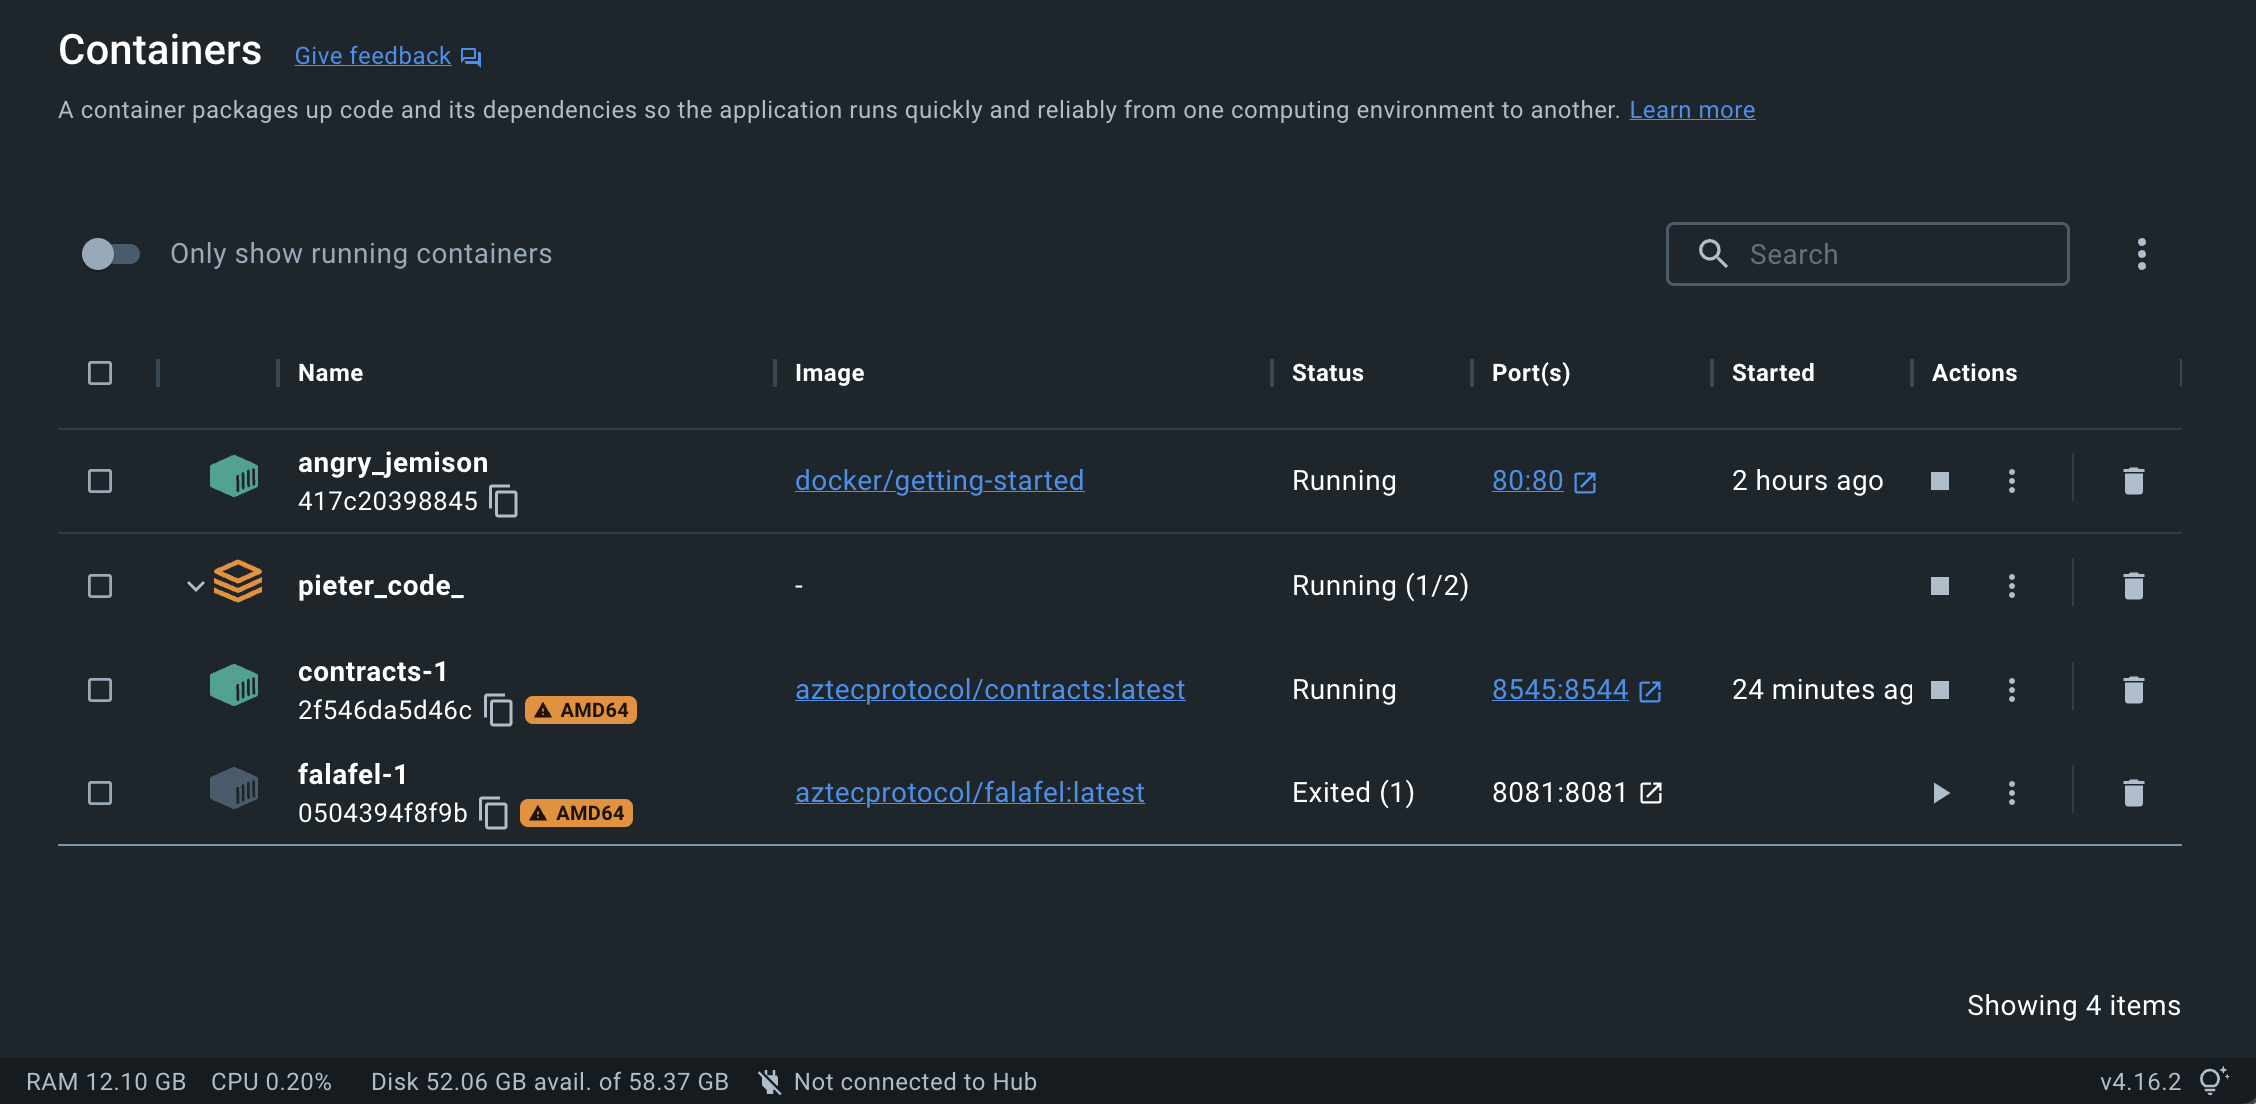 Containers Give feedback
A container packages up code and its dependencies so the application runs quickly and reliably from one computing environment to another. Learn more
Only show running containers Search
Name Image Status Port(s) Started Actions
angry_jemison
417c20398845 docker/getting-started Running 80:80 2 hours ago
pieter_code_ - Running (1/2)
contracts-1
2f546da5d46c AMD64 aztecprotocol/contracts:latest Running 8545:8544 24 minutes ag
falafel-1
0504394f8f9b AMD64 aztecprotocol/falafel:latest Exited (1) 8081:8081
Showing 4 items
RAM 12.10 GB CPU 0.20% Disk 52.06 GB avail. of 58.37 GB Not connected to Hub v4.16.2